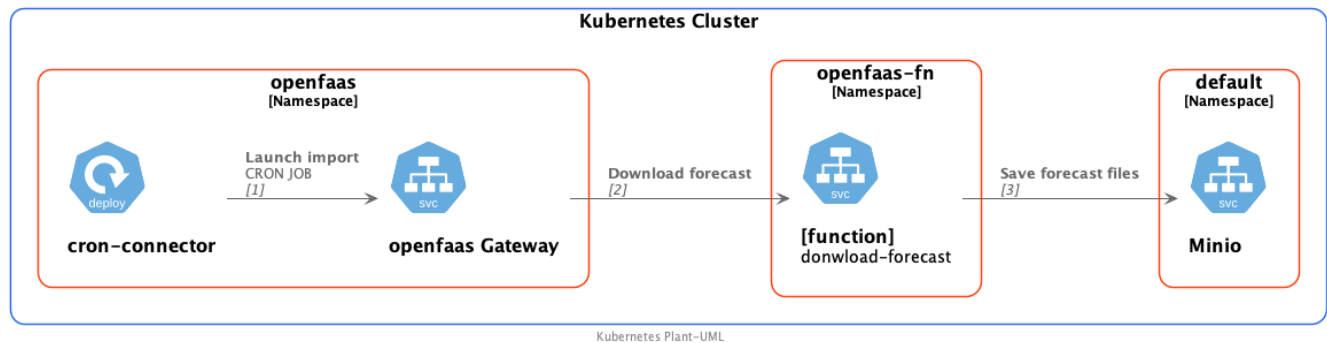 Kubernetes Cluster
openfaas
[Namespace]
deploy
cron-connector
Launch import
CRON JOB
[1]
svc
openfaas Gateway
Download forecast
[2]
openfaas-fn
[Namespace]
svc
[function]
donwload-forecast
Save forecast files
[3]
default
[Namespace]
svc
Minio
Kubernetes Plant-UML